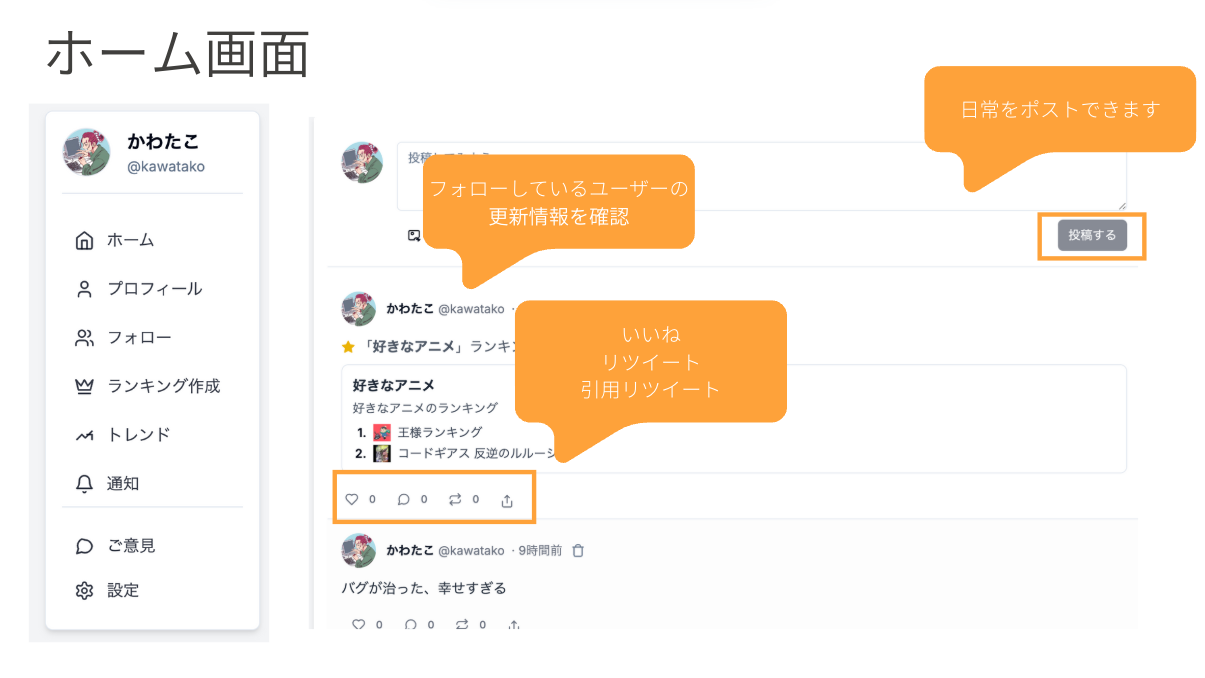 ホーム画面
日常をポストできます
かわたこ
@kawatako
ホーム
プロフィール
フォロー
ランキング作成
トレンド
通知
ご意見
設定
フォローしているユーザーの
更新情報を確認
投稿する
かわたこ @kawatako ·
「好きなアニメ」ランキ
いいね
リツイート
引用リツイート
好きなアニメ
好きなアニメのランキング
1. 王様ランキング
2. コードギアス 反逆のルルーシ
0 0 0
かわたこ @kawatako · 9時間前
バグが治った、幸せすぎる
0 0 0